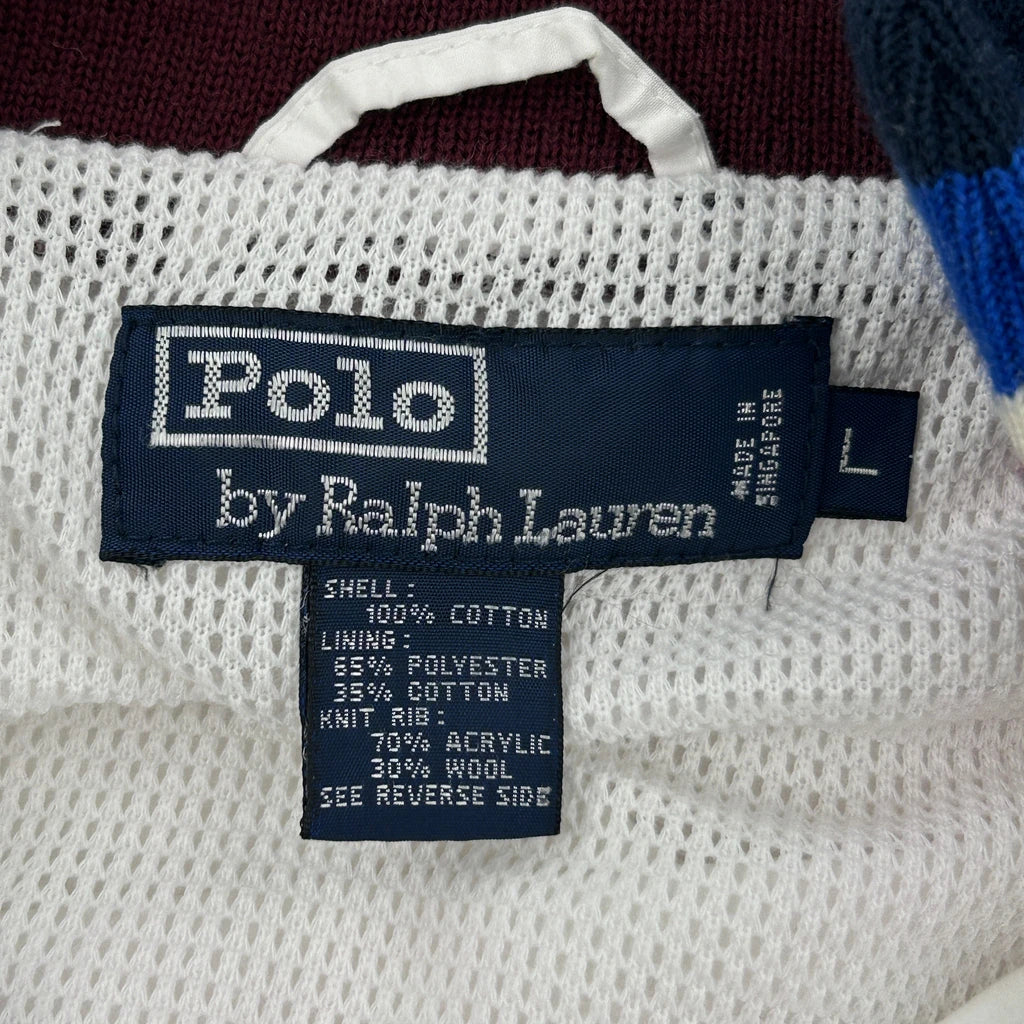 Polo
by Ralph Lauren
MADE IN
SINGAPORE
L
SHELL:
100% COTTON
LINING:
65% POLYESTER
35% COTTON
KNIT RIB:
70% ACRYLIC
30% WOOL
SEE REVERSE SIDE